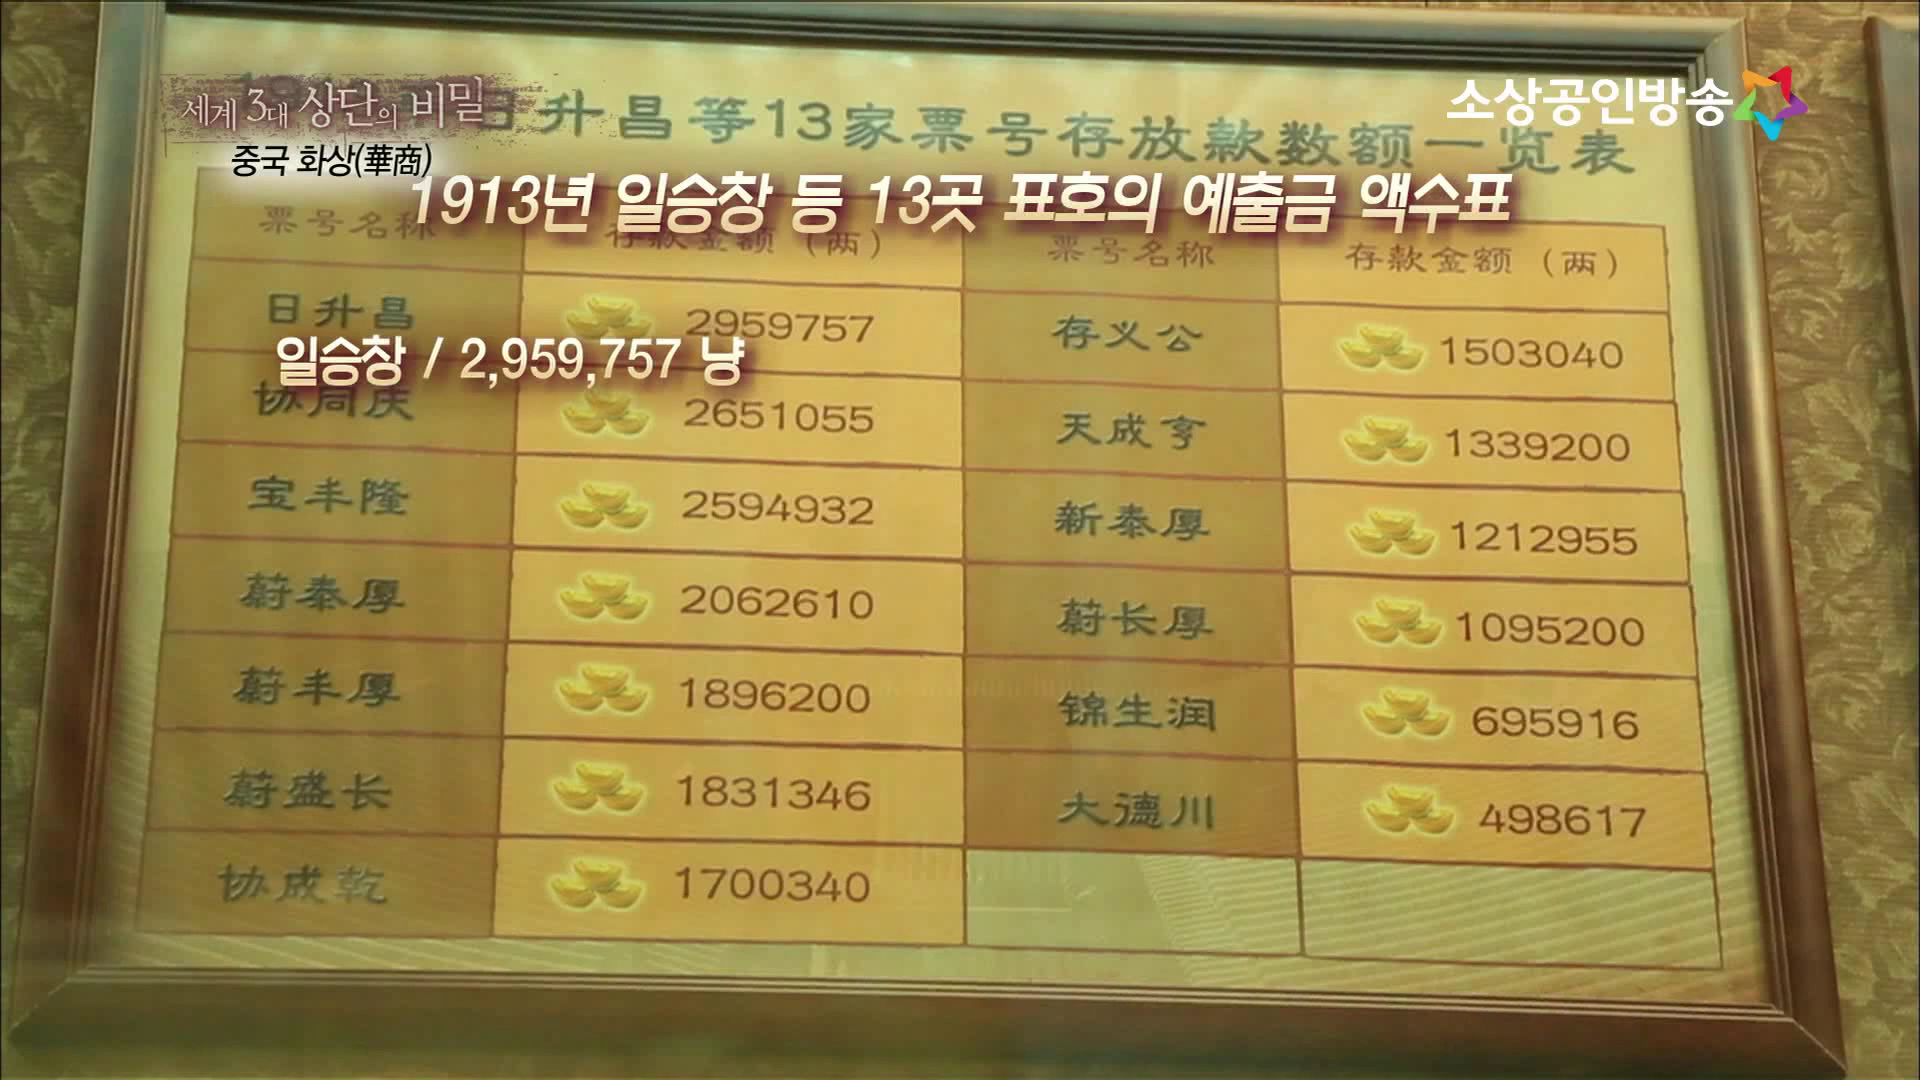 세계 3대 상단의 비밀
소상공인방송
日升昌等13家票号存放款数额一览表
중국 화상(華商)
1913년 일승창 등 13곳 표호의 예출금 액수표
票号名称 存款金额（两） 票号名称 存款金额（两）
日升昌 2959757 存义公 1503040
일승창 / 2,959,757 냥
协同庆 2651055 天成亨 1339200
宝丰隆 2594932 新泰厚 1212955
蔚泰厚 2062610 蔚长厚 1095200
蔚丰厚 1896200 锦生润 695916
蔚盛长 1831346 大德川 498617
协成乾 1700340